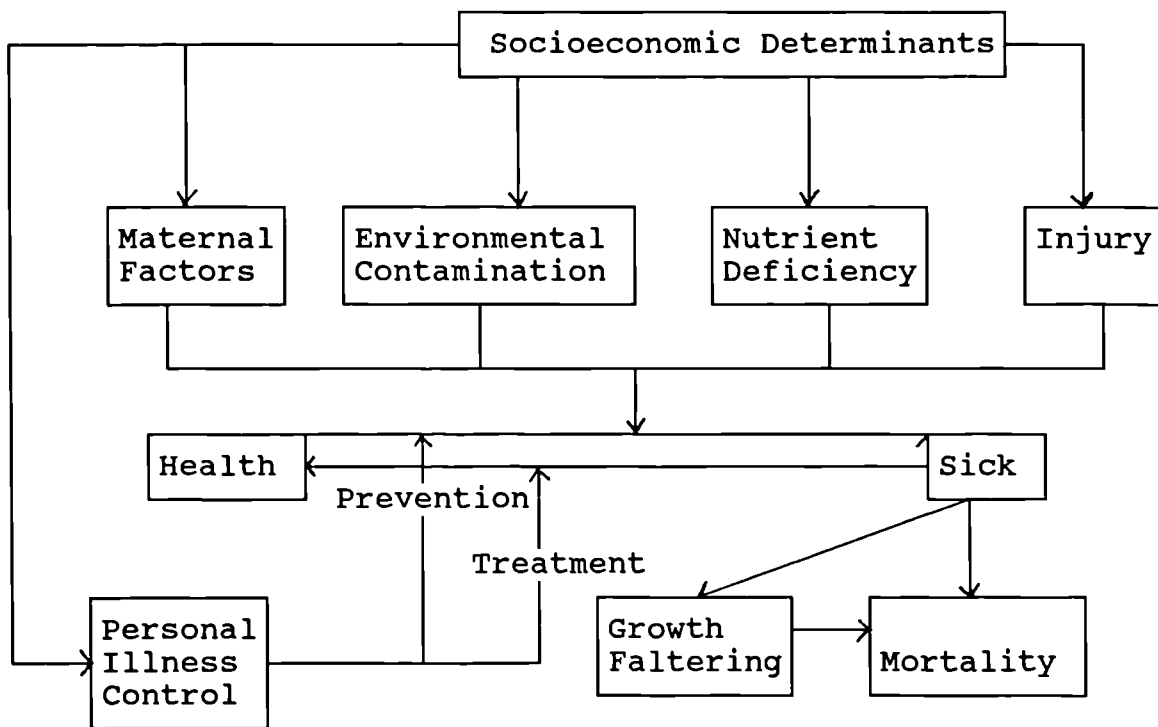 Socioeconomic Determinants
Maternal
Factors
Environmental
Contamination
Nutrient
Deficiency
Injury
Health
Sick
Prevention
Treatment
Personal
Illness
Control
Growth
Faltering
Mortality